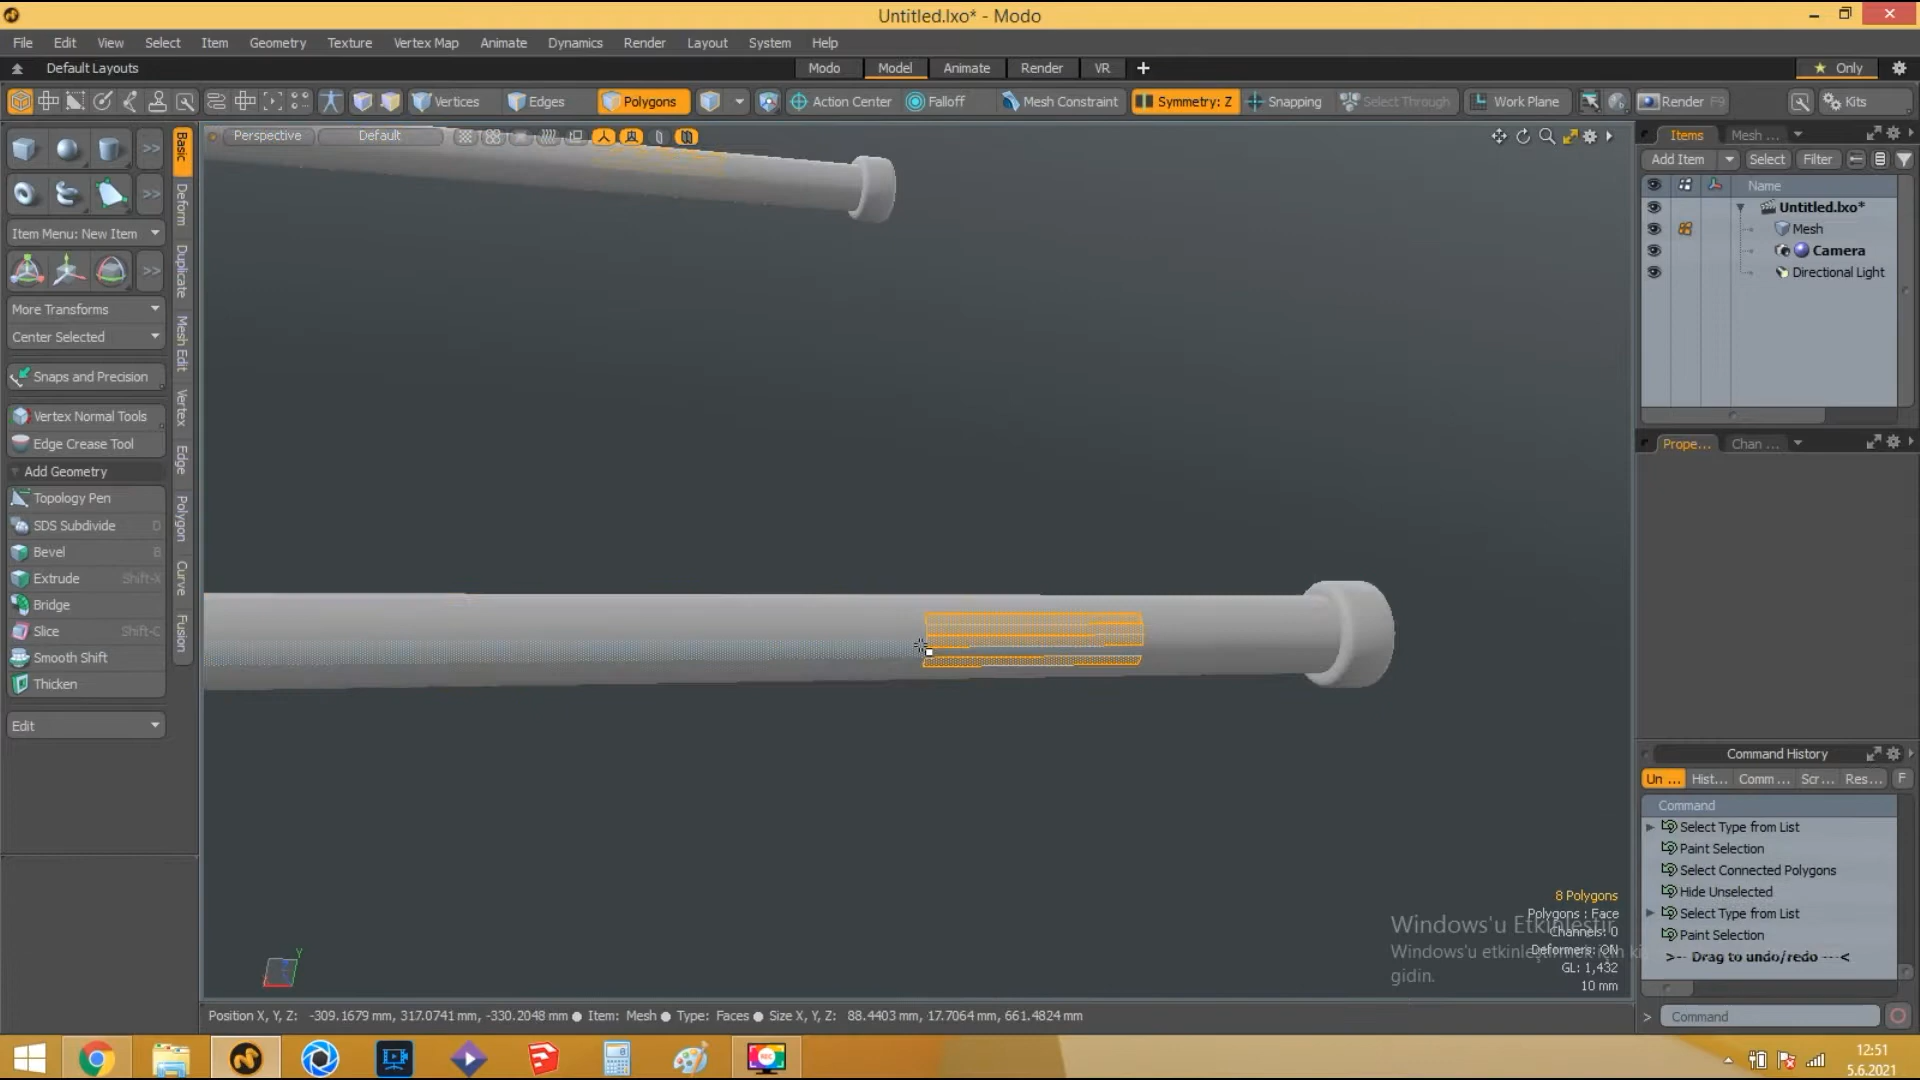 Untitled.lxo* - Modo
File Edit View Select Item Geometry Texture Vertex Map Animate Dynamics Render Layout System Help
Default Layouts
Modo Model Animate Render VR
Only
Vertices Edges Polygons Action Center Falloff Mesh Constraint Symmetry: Z Snapping Select Through Work Plane Render F9 Kits
Perspective Default
Basic
Deform
Duplicate
Mesh Edit
Vertex
Edge
Polygon
Curve
Fusion
>>
>>
Item Menu: New Item
>>
More Transforms
Center Selected
Snaps and Precision
Vertex Normal Tools
Edge Crease Tool
Add Geometry
Topology Pen
SDS Subdivide D
Bevel B
Extrude Shift-X
Bridge
Slice Shift-C
Smooth Shift
Thicken
Edit
Items Mesh ...
Add Item Select Filter
Name
Untitled.lxo*
Mesh
Camera
Directional Light
Prope... Chan ...
Command History
Un ... Hist... Comm ... Scr ... Res... F
Command
Select Type from List
Paint Selection
Select Connected Polygons
Hide Unselected
Select Type from List
Paint Selection
>-- Drag to undo/redo ---<
> Command
8 Polygons
Polygons : Face
Channels: 0
Deformers: ON
GL: 1,432
10 mm
Windows'u Etkinleştir
Windows'u etkinleştirmek için ki
gidin.
Y
Position X, Y, Z: -309.1679 mm, 317.0741 mm, -330.2048 mm ● Item: Mesh ● Type: Faces ● Size X, Y, Z: 88.4403 mm, 17.7064 mm, 661.4824 mm
REC
12:51
5.6.2021